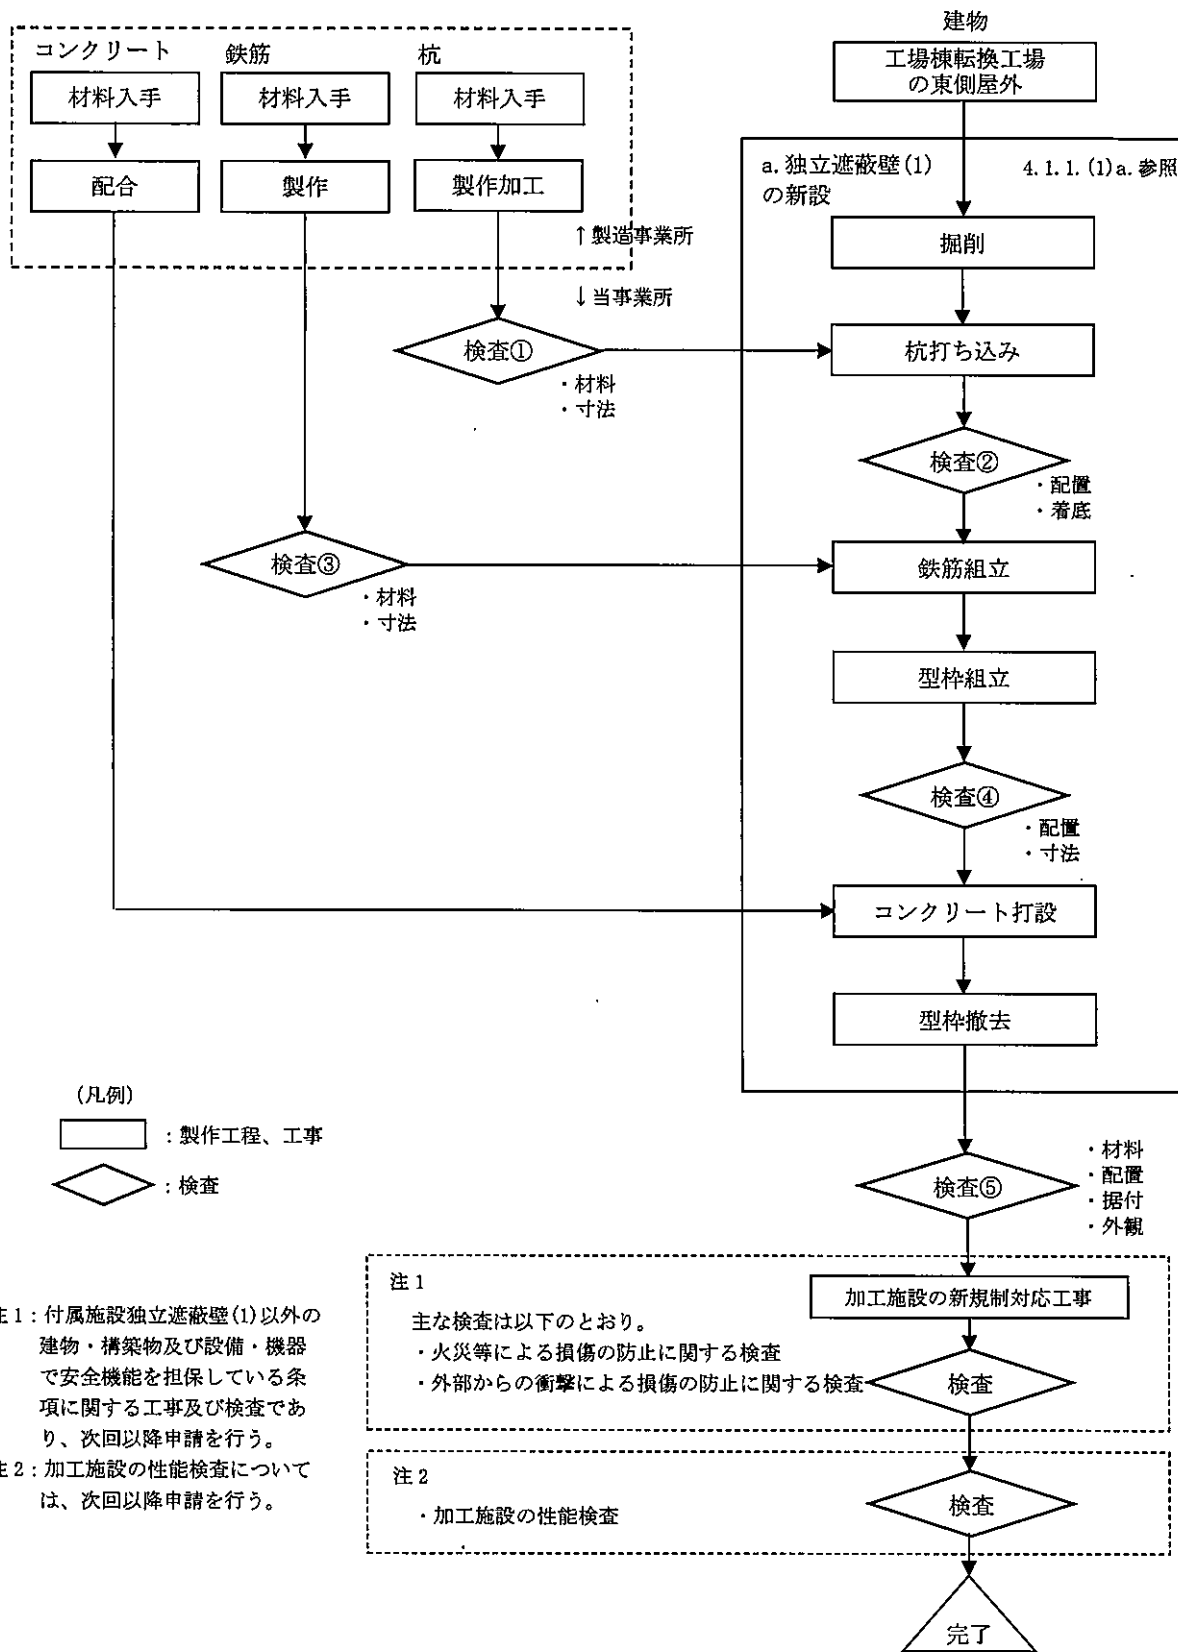 建物
工場棟転換工場
の東側屋外
コンクリート
鉄筋
杭
材料入手
材料入手
材料入手
配合
製作
製作加工
↑製造事業所
↓当事業所
a.独立遮蔽壁(1)
の新設
4.1.1.(1)a.参照
掘削
検査①
・材料
・寸法
杭打ち込み
検査②
・配置
・着底
検査③
・材料
・寸法
鉄筋組立
型枠組立
検査④
・配置
・寸法
コンクリート打設
型枠撤去
(凡例)
：製作工程、工事
：検査
検査⑤
・材料
・配置
・据付
・外観
注1
加工施設の新規制対応工事
主な検査は以下のとおり。
・火災等による損傷の防止に関する検査
・外部からの衝撃による損傷の防止に関する検査
検査
注1：付属施設独立遮蔽壁(1)以外の
建物・構築物及び設備・機器
で安全機能を担保している条
項に関する工事及び検査であ
り、次回以降申請を行う。
注2：加工施設の性能検査について
は、次回以降申請を行う。
注2
・加工施設の性能検査
検査
完了